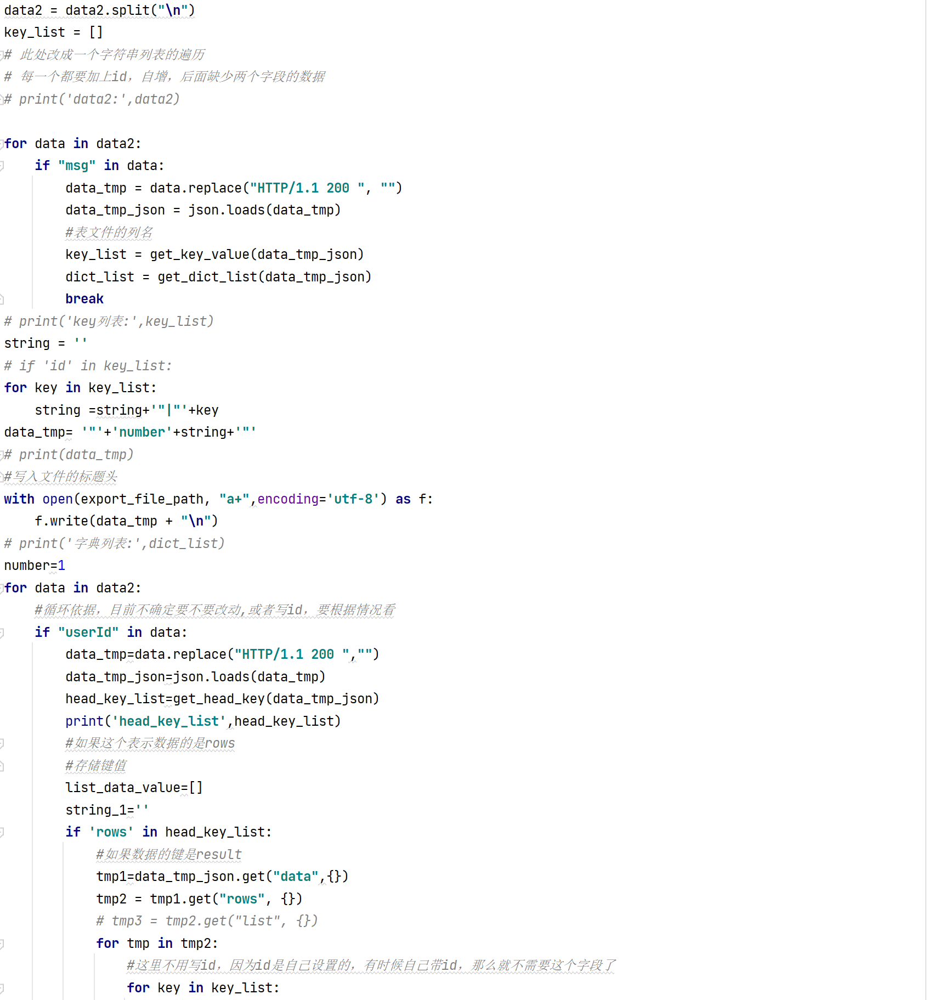 data2 = data2.split("\n")
key_list = []
# 此处改成一个字符串列表的遍历
# 每一个都要加上id，自增，后面缺少两个字段的数据
# print('data2:',data2)
for data in data2:
    if "msg" in data:
        data_tmp = data.replace("HTTP/1.1 200 ", "")
        data_tmp_json = json.loads(data_tmp)
        #表文件的列名
        key_list = get_key_value(data_tmp_json)
        dict_list = get_dict_list(data_tmp_json)
        break
# print('key列表:',key_list)
string = ''
# if 'id' in key_list:
for key in key_list:
    string =string+'"|"'+key
data_tmp= '"'+'number'+string+'"'
# print(data_tmp)
#写入文件的标题头
with open(export_file_path, "a+",encoding='utf-8') as f:
    f.write(data_tmp + "\n")
# print('字典列表:',dict_list)
number=1
for data in data2:
    #循环依据，目前不确定要不要改动,或者写id，要根据情况看
    if "userId" in data:
        data_tmp=data.replace("HTTP/1.1 200 ","")
        data_tmp_json=json.loads(data_tmp)
        head_key_list=get_head_key(data_tmp_json)
        print('head_key_list',head_key_list)
        #如果这个表示数据的是rows
        #存储键值
        list_data_value=[]
        string_1=''
        if 'rows' in head_key_list:
            #如果数据的键是result
            tmp1=data_tmp_json.get("data",{})
            tmp2 = tmp1.get("rows", {})
            # tmp3 = tmp2.get("list", {})
            for tmp in tmp2:
                #这里不用写id，因为id是自己设置的，有时候自己带id，那么就不需要这个字段了
                for key in key_list: